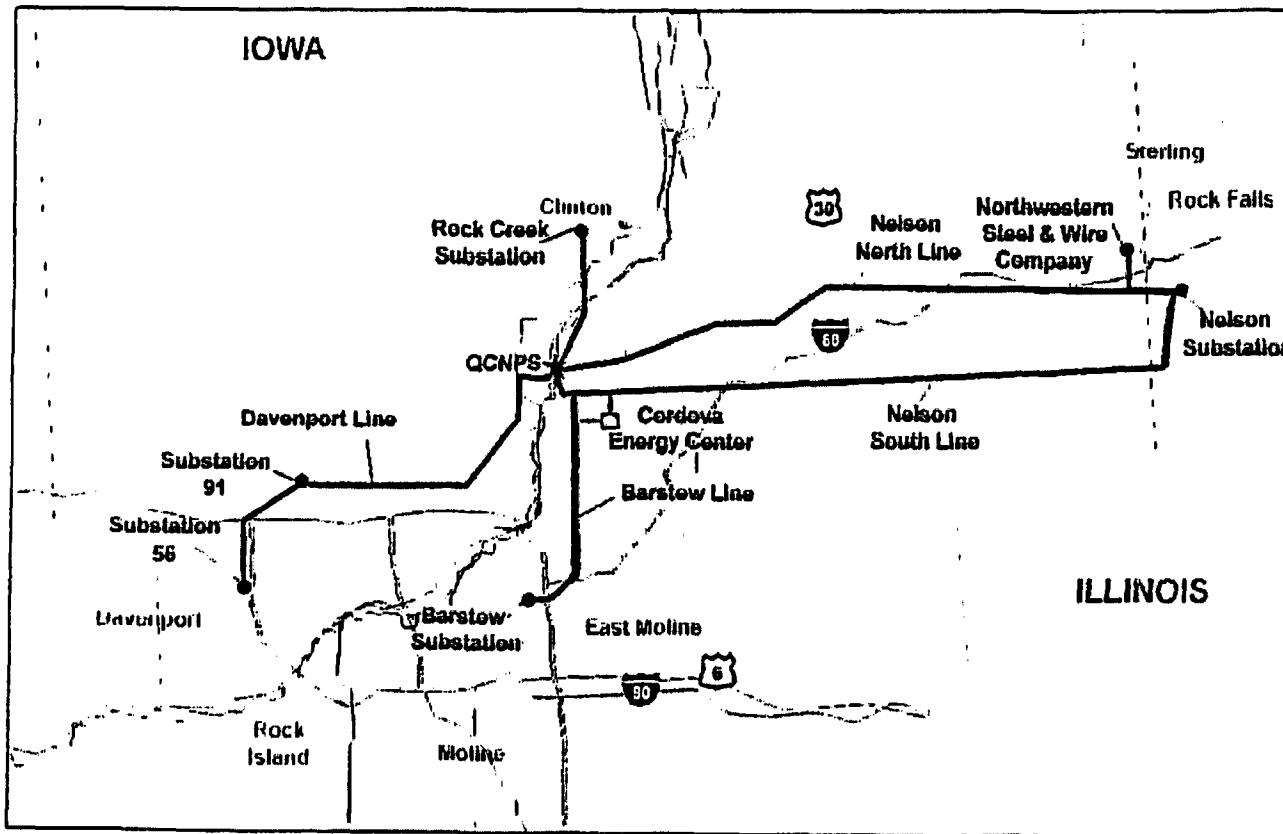 IOWA
Sterling
Rock Falls
30
Northwestern
Steel & Wire
Company
Nelson
North Line
Clinton
Rock Creek
Substation
Nelson
Substation
88
QCNPS
Cordova
Energy Center
Nelson
South Line
Davenport Line
Substation
91
Barstow Line
Substation
56
Davenport
Barstow
Substation
East Moline
ILLINOIS
6
80
Rock
Island
Moline